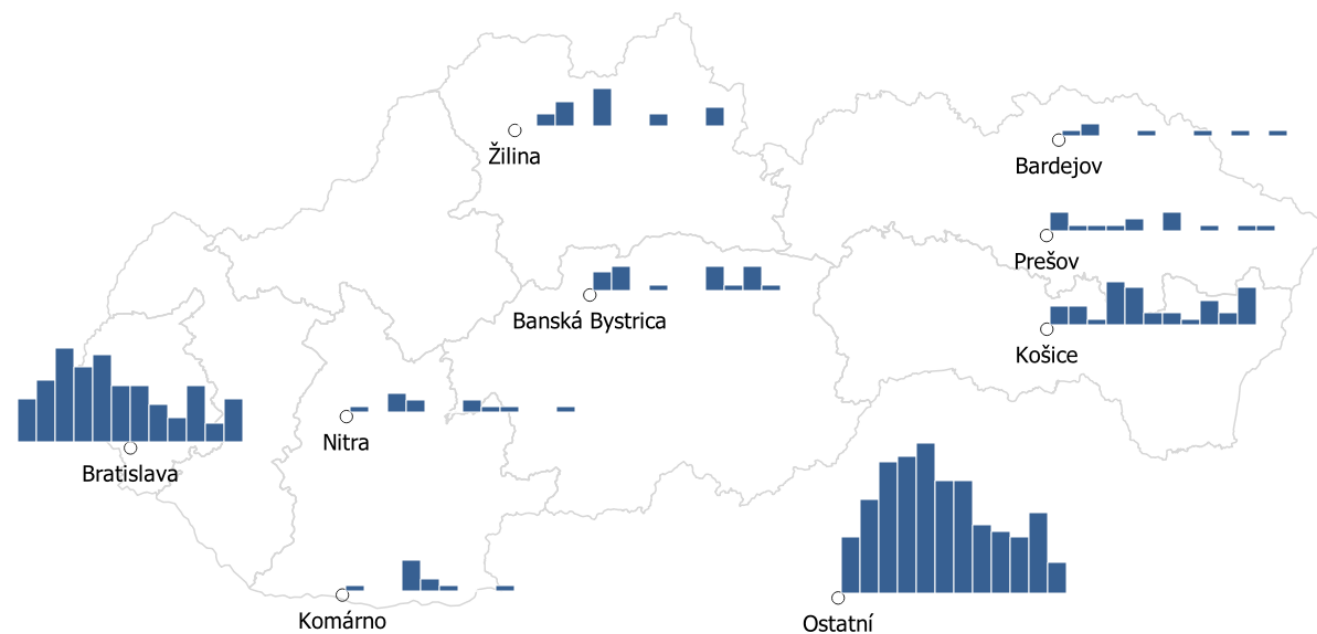 Žilina
Bardejov
Prešov
Banská Bystrica
Košice
Nitra
Bratislava
Komárno
Ostatní